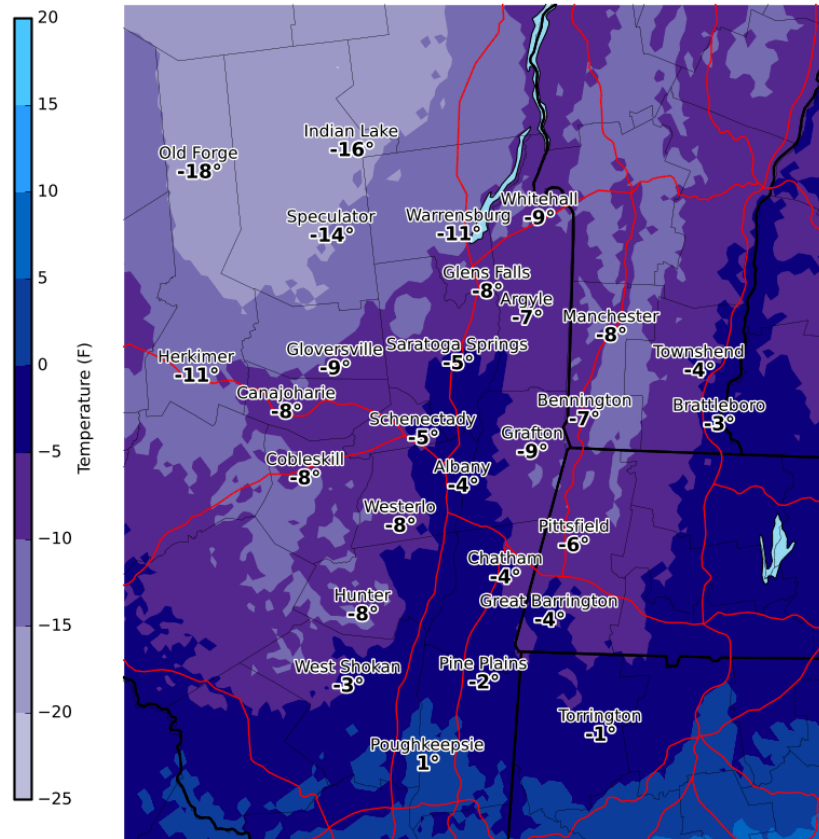 20
15
10
5
0
−5
−10
−15
−20
−25
Temperature (F)
Indian Lake
-16°
Old Forge
-18°
Whitehall
-9°
Speculator
-14°
Warrensburg
-11°
Glens Falls
-8°
Argyle
-7°
Manchester
-8°
Saratoga Springs
-5°
Gloversville
-9°
Herkimer
-11°
Townshend
-4°
Canajoharie
-8°
Bennington
-7°
Brattleboro
-3°
Schenectady
-5°
Grafton
-9°
Cobleskill
-8°
Albany
-4°
Westerlo
-8°
Pittsfield
-6°
Chatham
-4°
Hunter
-8°
Great Barrington
-4°
West Shokan
-3°
Pine Plains
-2°
Torrington
-1°
Poughkeepsie
1°